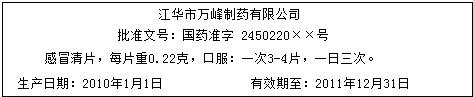 江华市万峰制药有限公司
批准文号：国药准字 2450220××号
感冒清片，每片重0.22克，口服：一次3-4片，一日三次。
生产日期：2010年1月1日 有效期至：2011年12月31日